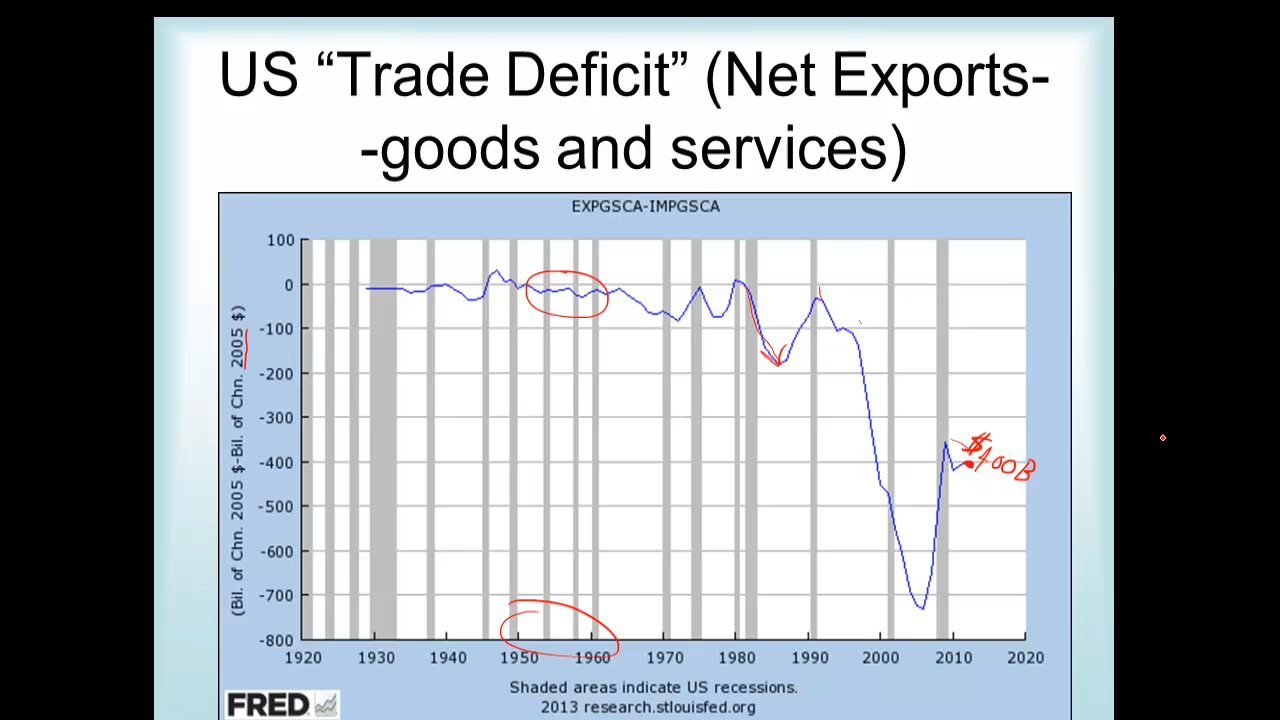 US “Trade Deficit” (Net Exports-
-goods and services)
EXPGSCA-IMPGSCA
(Bil. of Chn. 2005 $-Bil. of Chn. 2005 $)
100
0
-100
-200
-300
-400
-500
-600
-700
-800
$400B
1920 1930 1940 1950 1960 1970 1980 1990 2000 2010 2020
Shaded areas indicate US recessions.
2013 research.stlouisfed.org
FRED